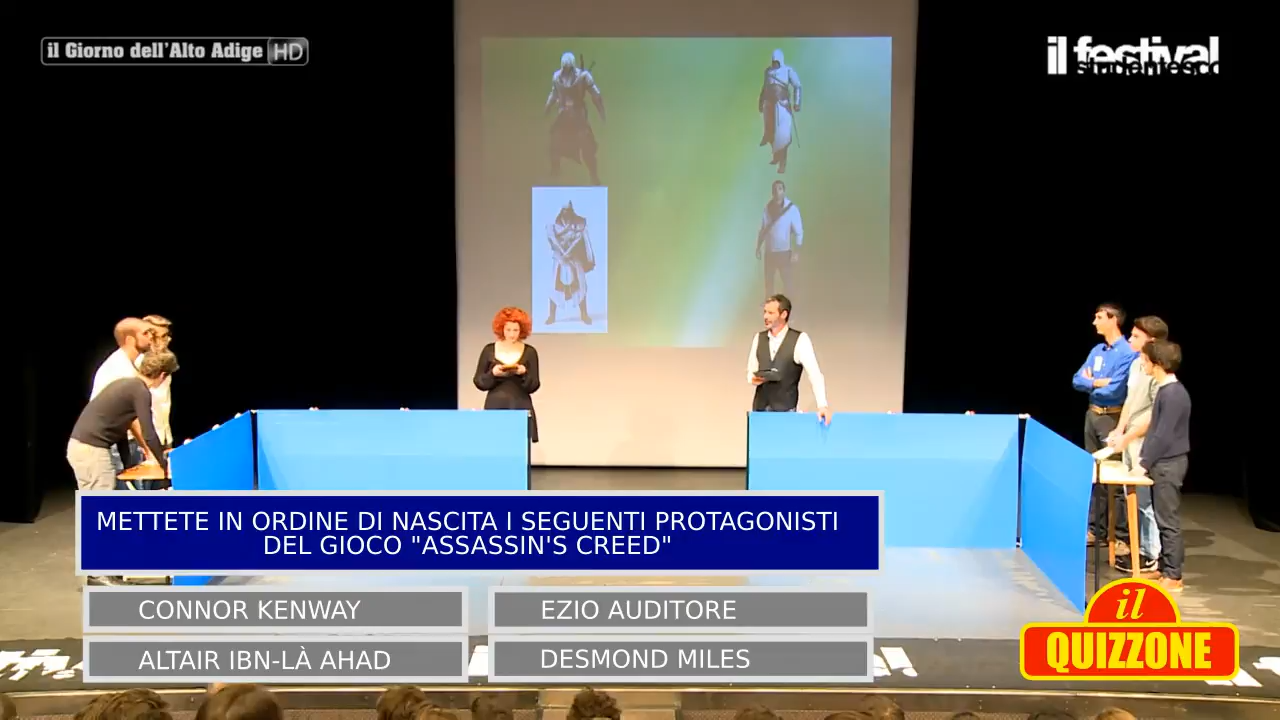 il Giorno dell'Alto Adige HD
il festival
studentesco
METTETE IN ORDINE DI NASCITA I SEGUENTI PROTAGONISTI
DEL GIOCO "ASSASSIN'S CREED"
CONNOR KENWAY
EZIO AUDITORE
ALTAIR IBN-LÀ AHAD
DESMOND MILES
il
QUIZZONE